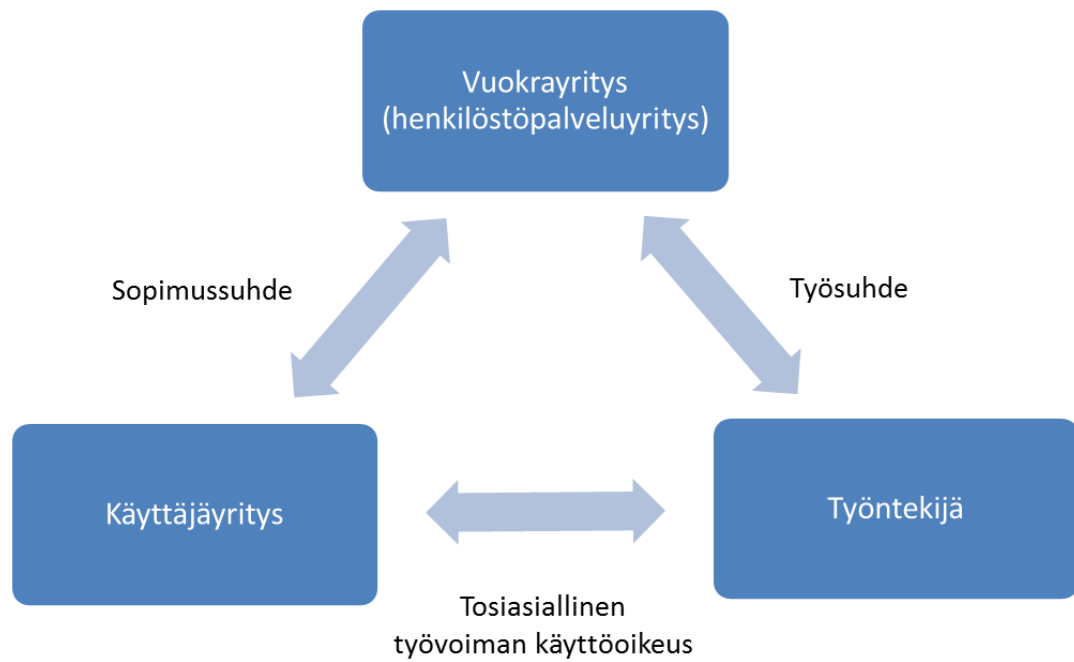 Vuokrayritys
(henkilöstöpalveluyritys)
Sopimussuhde
Työsuhde
Käyttäjäyritys
Työntekijä
Tosiasiallinen
työvoiman käyttöoikeus